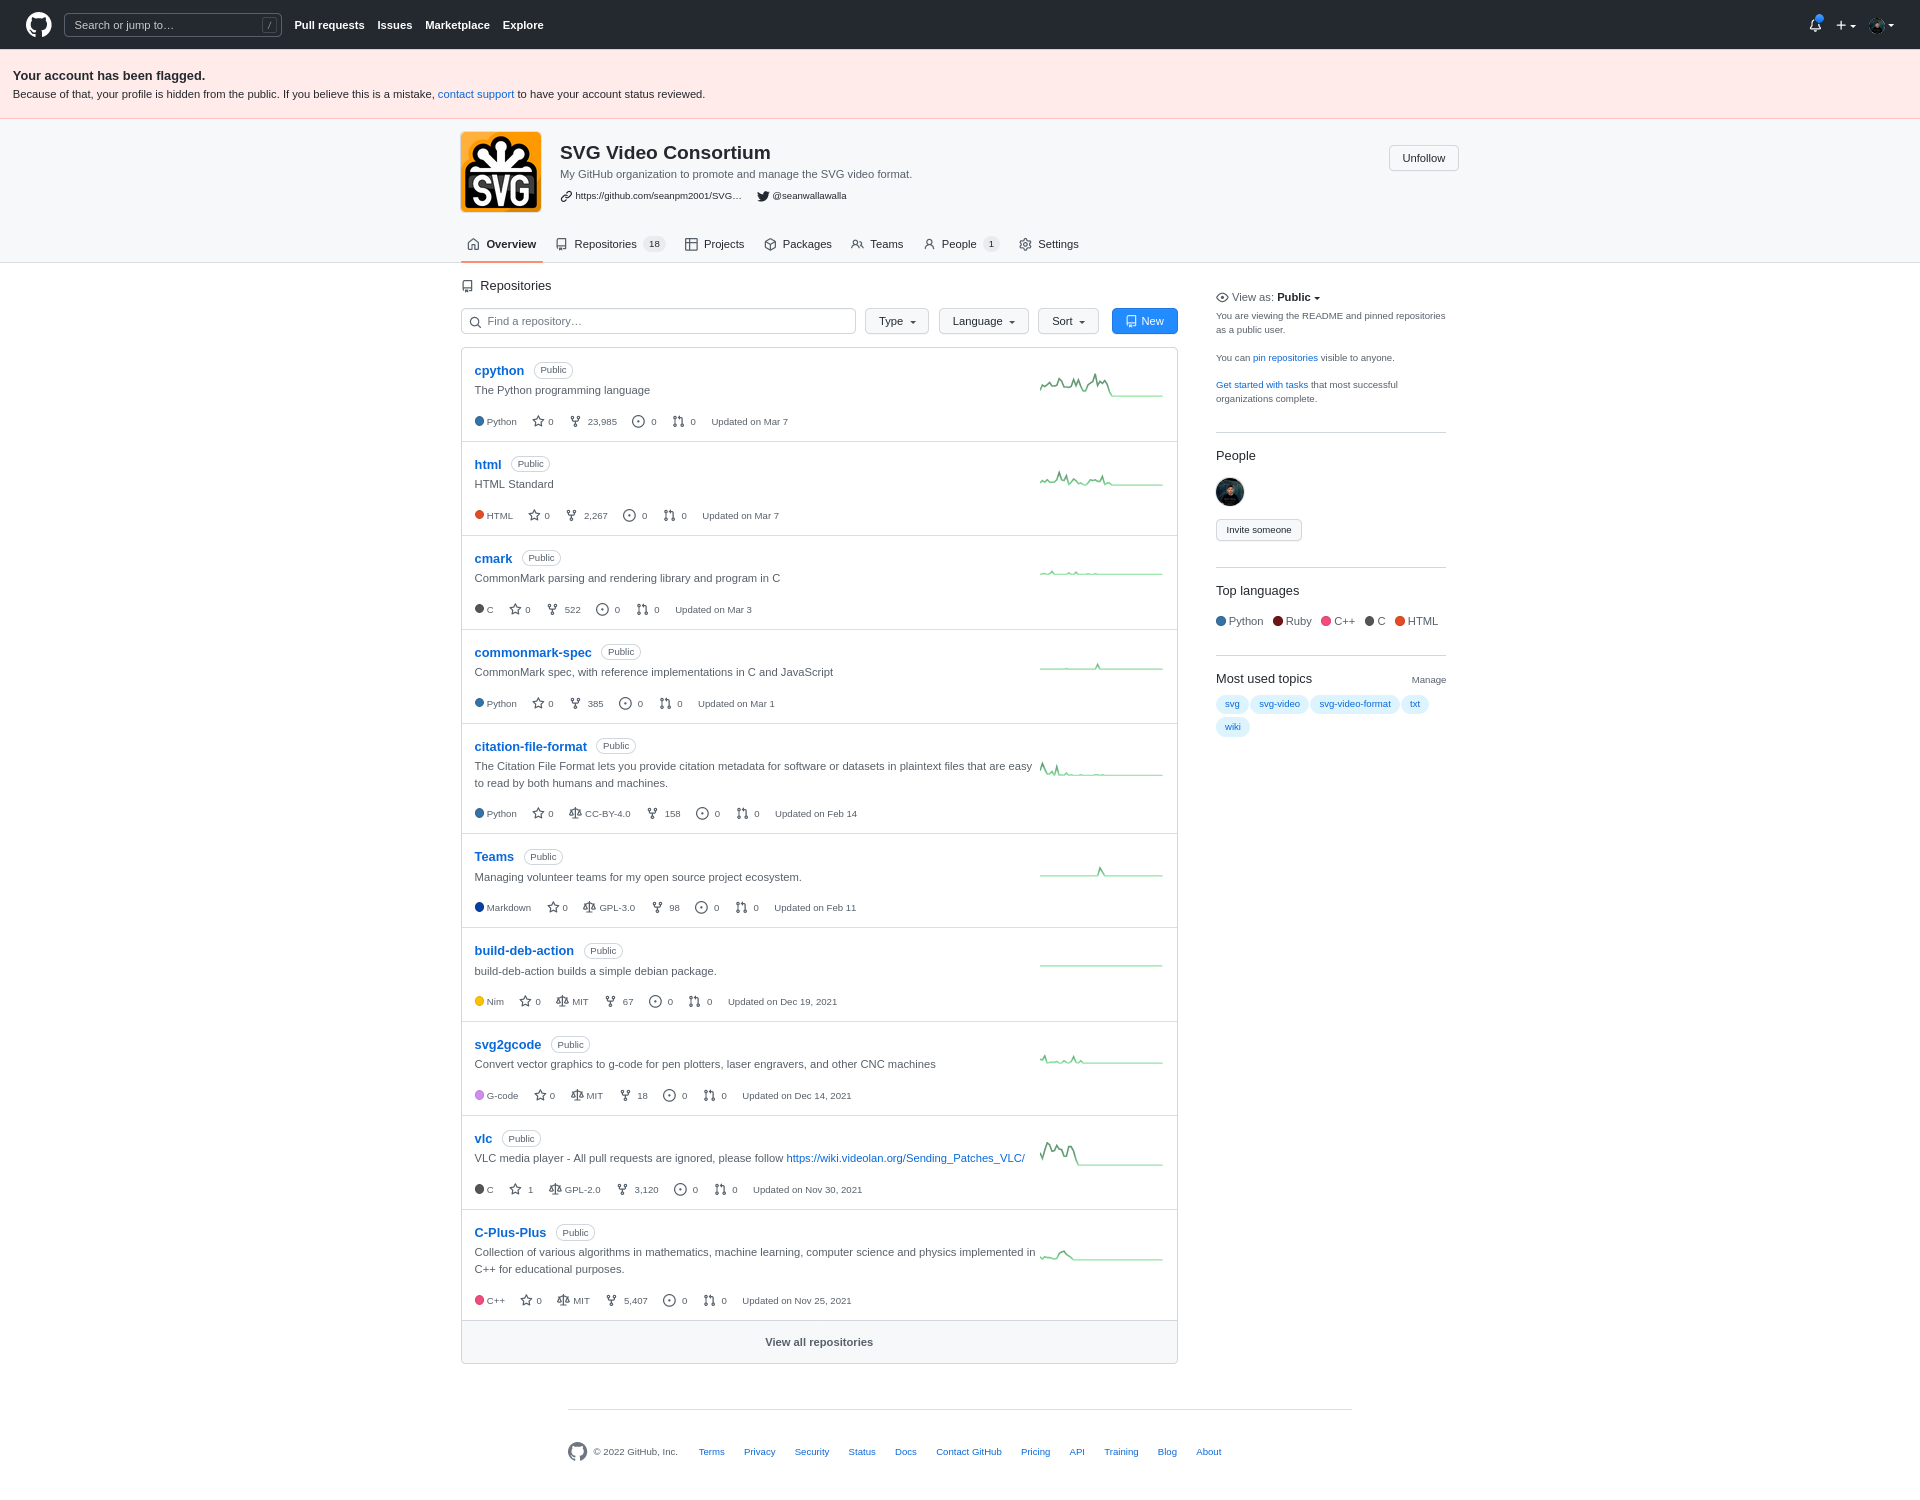 Search or jump to… /
Pull requests Issues Marketplace Explore
Your account has been flagged.
Because of that, your profile is hidden from the public. If you believe this is a mistake, contact support to have your account status reviewed.
SVG
SVG Video Consortium
My GitHub organization to promote and manage the SVG video format.
https://github.com/seanpm2001/SVG… @seanwallawalla
Unfollow
Overview Repositories 18 Projects Packages Teams People 1 Settings
Repositories
Find a repository… Type Language Sort New
cpython Public
The Python programming language
Python 0 23,985 0 0 Updated on Mar 7
html Public
HTML Standard
HTML 0 2,267 0 0 Updated on Mar 7
cmark Public
CommonMark parsing and rendering library and program in C
C 0 522 0 0 Updated on Mar 3
commonmark-spec Public
CommonMark spec, with reference implementations in C and JavaScript
Python 0 385 0 0 Updated on Mar 1
citation-file-format Public
The Citation File Format lets you provide citation metadata for software or datasets in plaintext files that are easy
to read by both humans and machines.
Python 0 CC-BY-4.0 158 0 0 Updated on Feb 14
Teams Public
Managing volunteer teams for my open source project ecosystem.
Markdown 0 GPL-3.0 98 0 0 Updated on Feb 11
build-deb-action Public
build-deb-action builds a simple debian package.
Nim 0 MIT 67 0 0 Updated on Dec 19, 2021
svg2gcode Public
Convert vector graphics to g-code for pen plotters, laser engravers, and other CNC machines
G-code 0 MIT 18 0 0 Updated on Dec 14, 2021
vlc Public
VLC media player - All pull requests are ignored, please follow https://wiki.videolan.org/Sending_Patches_VLC/
C 1 GPL-2.0 3,120 0 0 Updated on Nov 30, 2021
C-Plus-Plus Public
Collection of various algorithms in mathematics, machine learning, computer science and physics implemented in
C++ for educational purposes.
C++ 0 MIT 5,407 0 0 Updated on Nov 25, 2021
View all repositories
View as: Public
You are viewing the README and pinned repositories
as a public user.
You can pin repositories visible to anyone.
Get started with tasks that most successful
organizations complete.
People
Invite someone
Top languages
Python Ruby C++ C HTML
Most used topics Manage
svg svg-video svg-video-format txt
wiki
© 2022 GitHub, Inc. Terms Privacy Security Status Docs Contact GitHub Pricing API Training Blog About